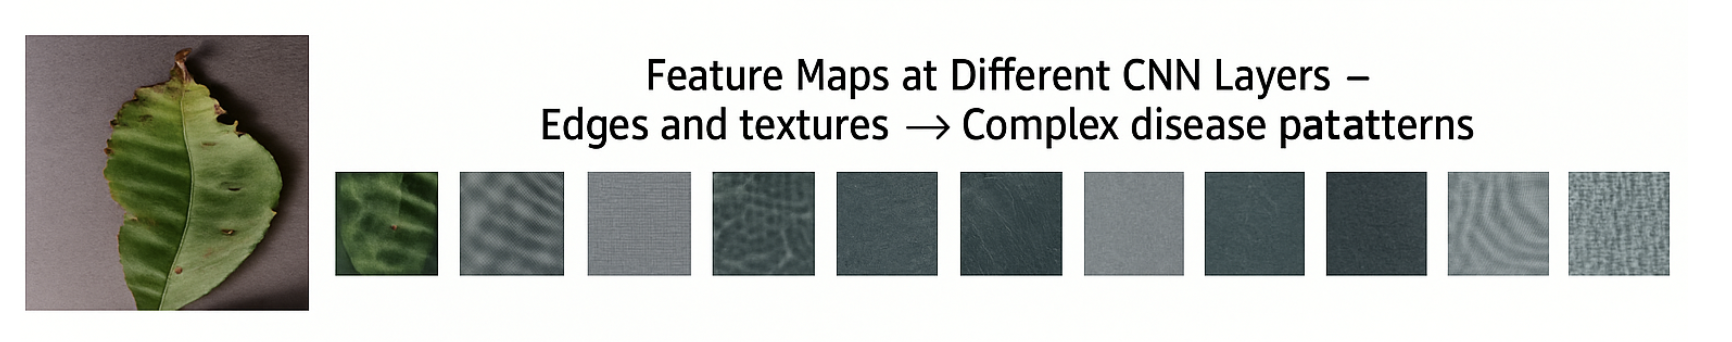 Feature Maps at Different CNN Layers –
Edges and textures → Complex disease patatterns